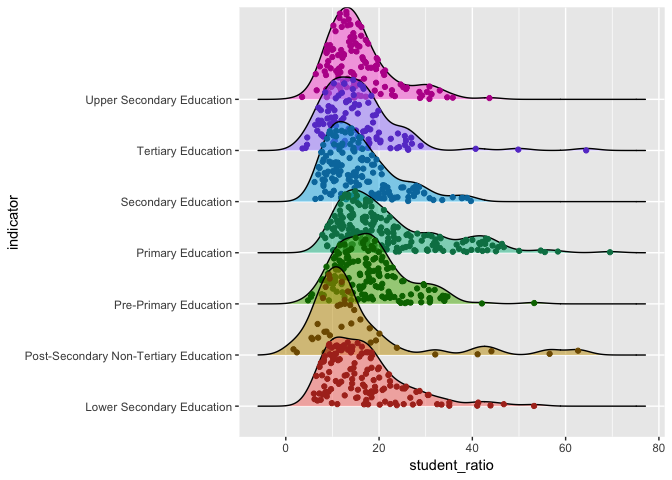 Upper Secondary Education
Tertiary Education
Secondary Education
Primary Education
Pre-Primary Education
Post-Secondary Non-Tertiary Education
Lower Secondary Education
indicator
0 20 40 60 80
student_ratio